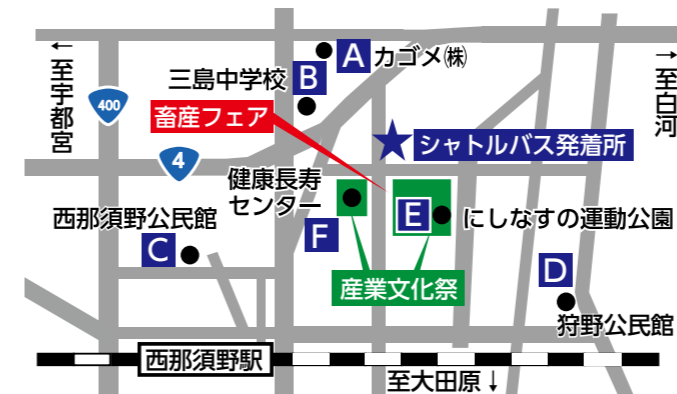 A カゴメ㈱
三島中学校 B
←至宇都宮
400
→至白河
畜産フェア
4
シャトルバス発着所
健康長寿
センター
F
E にしなすの運動公園
西那須野公民館
C
D
産業文化祭
狩野公民館
西那須野駅
至大田原↓